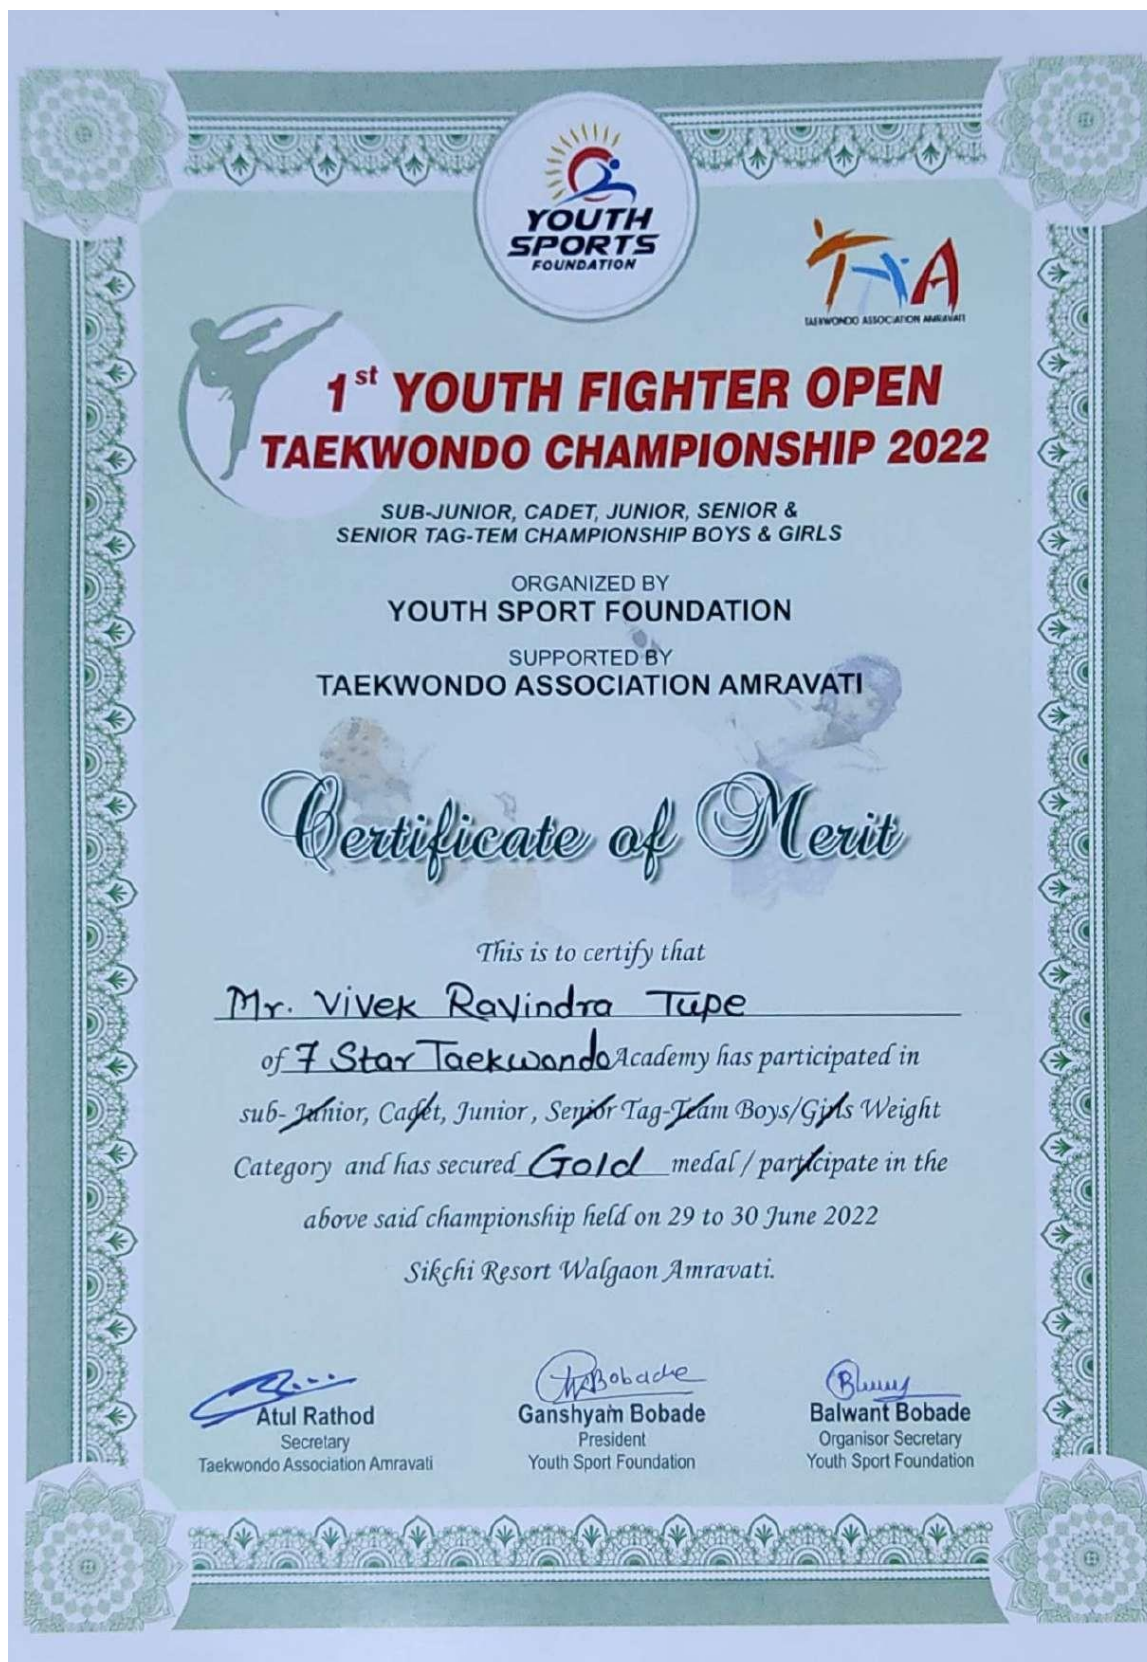 YOUTH
SPORTS
FOUNDATION
TAEKWONDO ASSOCIATION AMRAVATI
1st YOUTH FIGHTER OPEN
TAEKWONDO CHAMPIONSHIP 2022
SUB-JUNIOR, CADET, JUNIOR, SENIOR &
SENIOR TAG-TEM CHAMPIONSHIP BOYS & GIRLS
ORGANIZED BY
YOUTH SPORT FOUNDATION
SUPPORTED BY
TAEKWONDO ASSOCIATION AMRAVATI
Certificate of Merit
This is to certify that
Mr. Vivek Ravindra Tupe
of 7 Star Taekwondo Academy has participated in
sub-Junior, Cadet, Junior, Senior Tag-Team Boys/Girls Weight
Category and has secured Gold medal / participate in the
above said championship held on 29 to 30 June 2022
Sikchi Resort Walgaon Amravati.
Bobade
Atul Rathod
Secretary
Taekwondo Association Amravati
Ganshyam Bobade
President
Youth Sport Foundation
Balwant Bobade
Organisor Secretary
Youth Sport Foundation